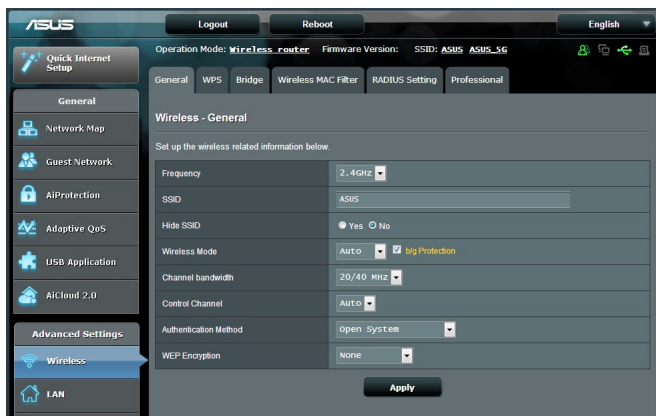 ASUS
Logout
Reboot
English
Quick Internet Setup
Operation Mode: Wireless router Firmware Version: SSID: ASUS ASUS_5G
General
WPS
Bridge
Wireless MAC Filter
RADIUS Setting
Professional
General
Network Map
Guest Network
AiProtection
Adaptive QoS
USB Application
AiCloud 2.0
Advanced Settings
Wireless
LAN
Wireless - General
Set up the wireless related information below.
Frequency 2.4GHz
SSID ASUS
Hide SSID Yes No
Wireless Mode Auto b/g Protection
Channel bandwidth 20/40 MHz
Control Channel Auto
Authentication Method Open System
WEP Encryption None
Apply